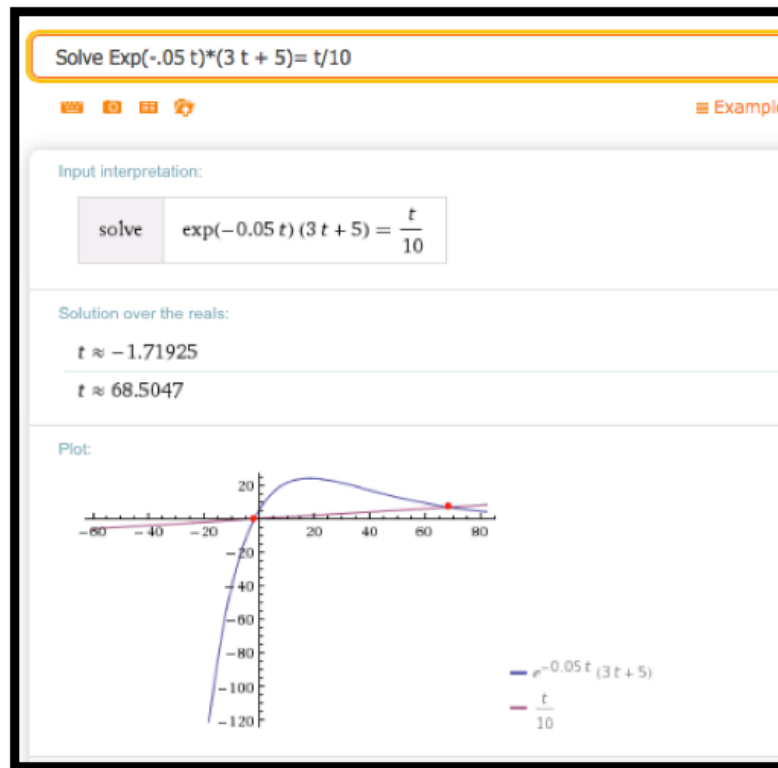 Solve Exp(-.05 t)*(3 t + 5)= t/10
≡ Example
Input interpretation:
solve exp(−0.05 t) (3 t + 5) = t/10
Solution over the reals:
t ≈ −1.71925
t ≈ 68.5047
Plot:
20
−60 −40 −20 20 40 60 80
−20
−40
−60
−80
−100
−120
e^−0.05 t (3 t + 5)
t/10